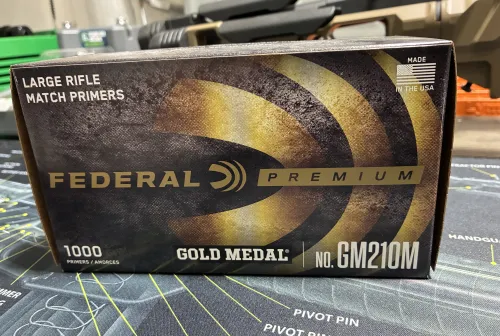 LARGE RIFLE
MATCH PRIMERS
MADE
IN THE USA
FEDERAL PREMIUM
1000
PRIMERS / AMORCES
GOLD MEDAL®
NO. GM210M
HANDGU
PIVOT PIN
PIVOT PIN